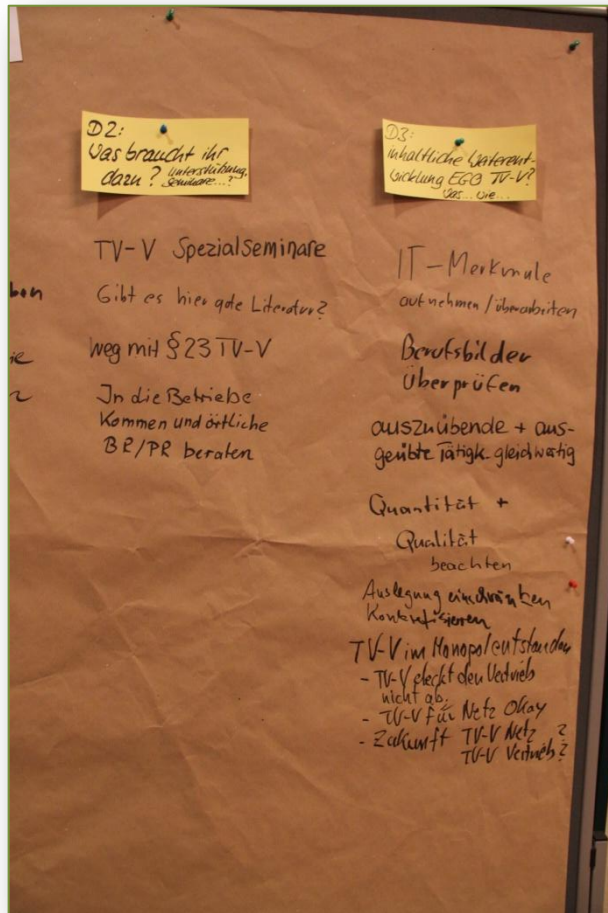 D2:
was braucht ihr
dazu? Unterstützung,
Seminare...?
TV-V Spezialseminare
Gibt es hier gute Literatur?
weg mit § 23 TV-V
In die Betriebe
kommen und örtliche
BR/PR beraten
D3:
inhaltliche Weiterent-
wicklung EGO TV-V?
was... wie...
IT-Merkmale
aufnehmen / überarbeiten
Berufsbilder
überprüfen
auszuübende + aus-
geübte Tätigk. gleichwertig
Quantität +
Qualität
beachten
Auslegung einschränken
Konkretisieren
TV-V im Monopol entstanden
- TV-V deckt den Vertrieb
nicht ab.
- TV-V für Netz Okay
- Zukunft TV-V Netz ?
TV-V Vertrieb?